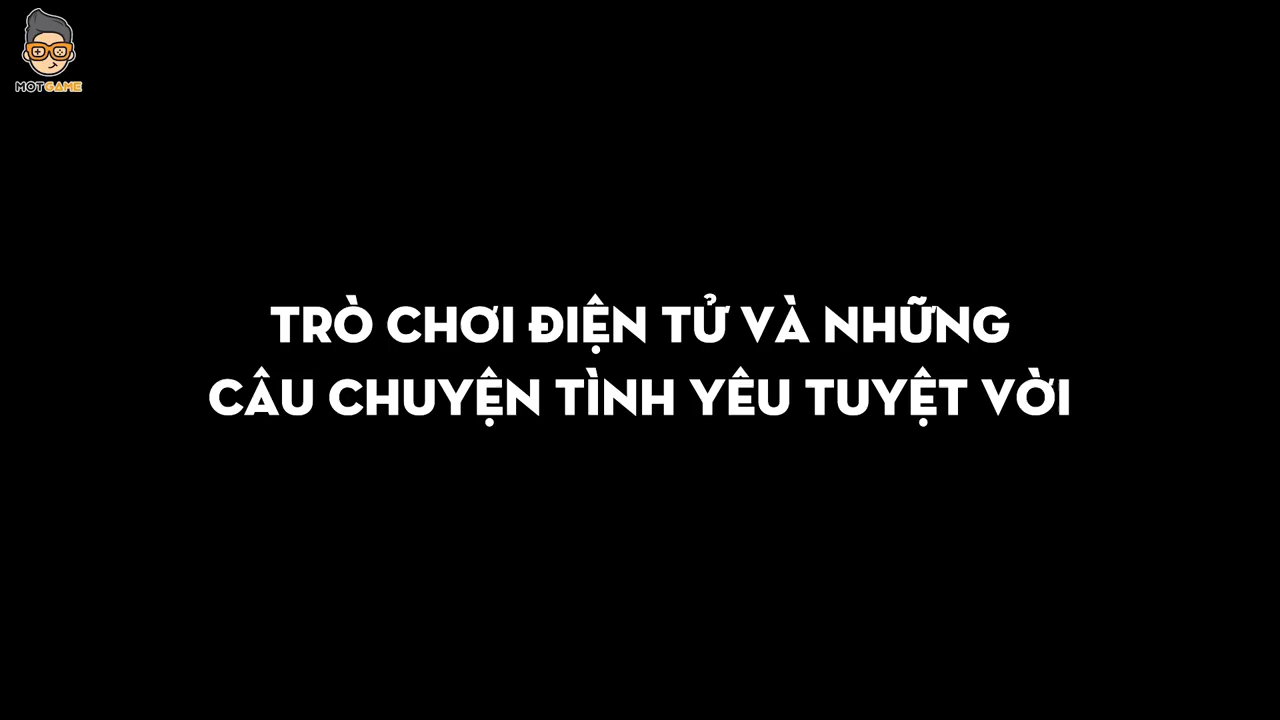 MOTGAME
TRÒ CHƠI ĐIỆN TỬ VÀ NHỮNG
CÂU CHUYỆN TÌNH YÊU TUYỆT VỜI